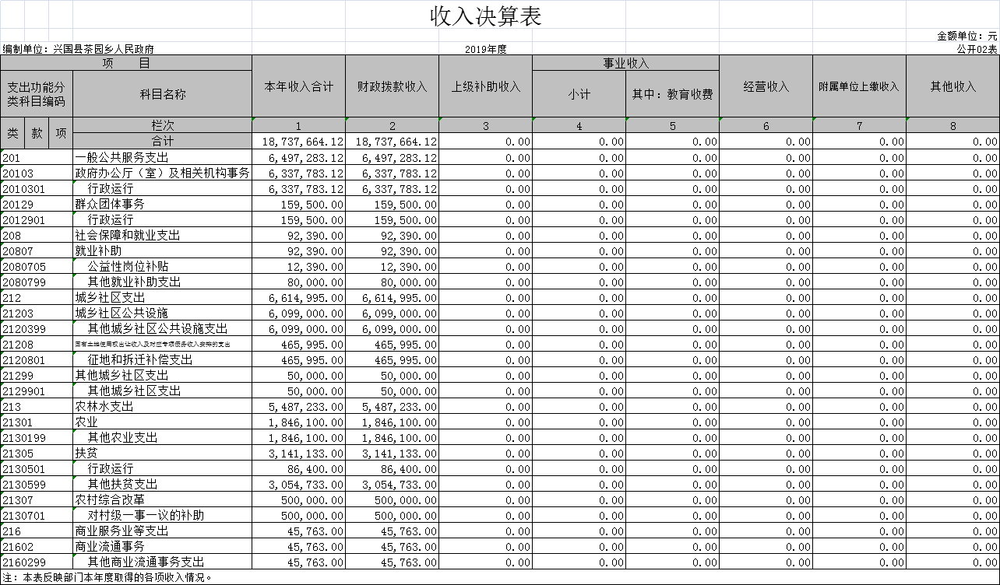 收入决算表
金额单位：元
编制单位：兴国县茶园乡人民政府 2019年度 公开02表
项 目 本年收入合计 财政拨款收入 上级补助收入 事业收入 经营收入 附属单位上缴收入 其他收入
支出功能分类科目编码 科目名称 小计 其中：教育收费
类 款 项 栏次 1 2 3 4 5 6 7 8
合计 18,737,664.12 18,737,664.12 0.00 0.00 0.00 0.00 0.00 0.00
201 一般公共服务支出 6,497,283.12 6,497,283.12 0.00 0.00 0.00 0.00 0.00 0.00
20103 政府办公厅（室）及相关机构事务 6,337,783.12 6,337,783.12 0.00 0.00 0.00 0.00 0.00 0.00
2010301 行政运行 6,337,783.12 6,337,783.12 0.00 0.00 0.00 0.00 0.00 0.00
20129 群众团体事务 159,500.00 159,500.00 0.00 0.00 0.00 0.00 0.00 0.00
2012901 行政运行 159,500.00 159,500.00 0.00 0.00 0.00 0.00 0.00 0.00
208 社会保障和就业支出 92,390.00 92,390.00 0.00 0.00 0.00 0.00 0.00 0.00
20807 就业补助 92,390.00 92,390.00 0.00 0.00 0.00 0.00 0.00 0.00
2080705 公益性岗位补贴 12,390.00 12,390.00 0.00 0.00 0.00 0.00 0.00 0.00
2080799 其他就业补助支出 80,000.00 80,000.00 0.00 0.00 0.00 0.00 0.00 0.00
212 城乡社区支出 6,614,995.00 6,614,995.00 0.00 0.00 0.00 0.00 0.00 0.00
21203 城乡社区公共设施 6,099,000.00 6,099,000.00 0.00 0.00 0.00 0.00 0.00 0.00
2120399 其他城乡社区公共设施支出 6,099,000.00 6,099,000.00 0.00 0.00 0.00 0.00 0.00 0.00
21208 国有土地使用权出让收入及对应专项债务收入安排的支出 465,995.00 465,995.00 0.00 0.00 0.00 0.00 0.00 0.00
2120801 征地和拆迁补偿支出 465,995.00 465,995.00 0.00 0.00 0.00 0.00 0.00 0.00
21299 其他城乡社区支出 50,000.00 50,000.00 0.00 0.00 0.00 0.00 0.00 0.00
2129901 其他城乡社区支出 50,000.00 50,000.00 0.00 0.00 0.00 0.00 0.00 0.00
213 农林水支出 5,487,233.00 5,487,233.00 0.00 0.00 0.00 0.00 0.00 0.00
21301 农业 1,846,100.00 1,846,100.00 0.00 0.00 0.00 0.00 0.00 0.00
2130199 其他农业支出 1,846,100.00 1,846,100.00 0.00 0.00 0.00 0.00 0.00 0.00
21305 扶贫 3,141,133.00 3,141,133.00 0.00 0.00 0.00 0.00 0.00 0.00
2130501 行政运行 86,400.00 86,400.00 0.00 0.00 0.00 0.00 0.00 0.00
2130599 其他扶贫支出 3,054,733.00 3,054,733.00 0.00 0.00 0.00 0.00 0.00 0.00
21307 农村综合改革 500,000.00 500,000.00 0.00 0.00 0.00 0.00 0.00 0.00
2130701 对村级一事一议的补助 500,000.00 500,000.00 0.00 0.00 0.00 0.00 0.00 0.00
216 商业服务业等支出 45,763.00 45,763.00 0.00 0.00 0.00 0.00 0.00 0.00
21602 商业流通事务 45,763.00 45,763.00 0.00 0.00 0.00 0.00 0.00 0.00
2160299 其他商业流通事务支出 45,763.00 45,763.00 0.00 0.00 0.00 0.00 0.00 0.00
注：本表反映部门本年度取得的各项收入情况。